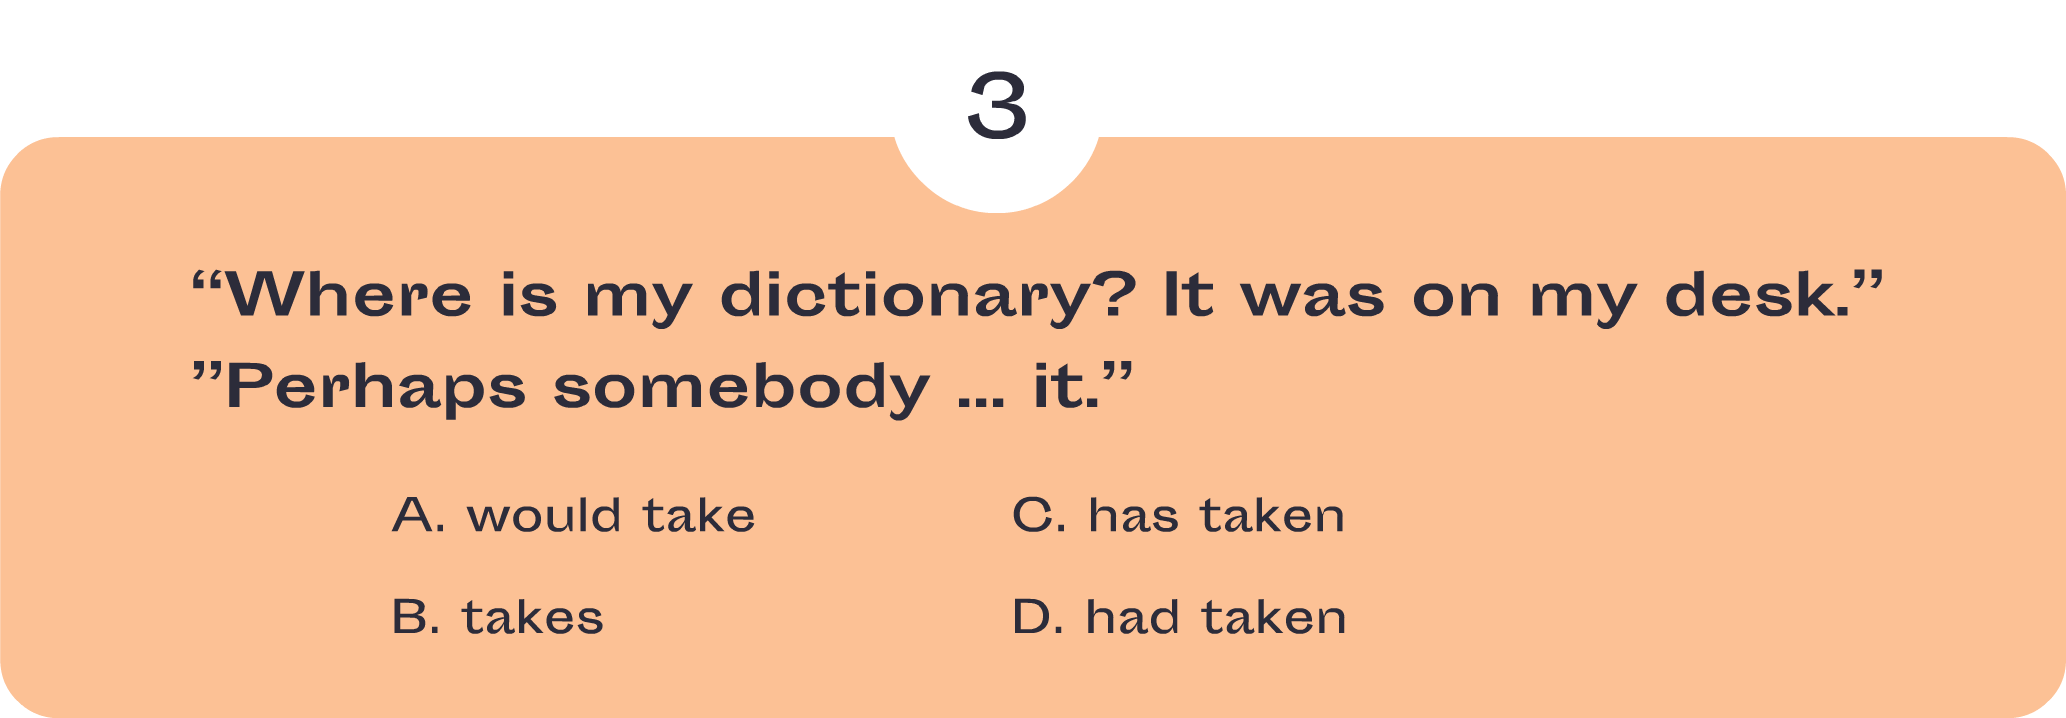 3
“Where is my dictionary? It was on my desk.”
”Perhaps somebody ... it.”
A. would take
C. has taken
B. takes
D. had taken